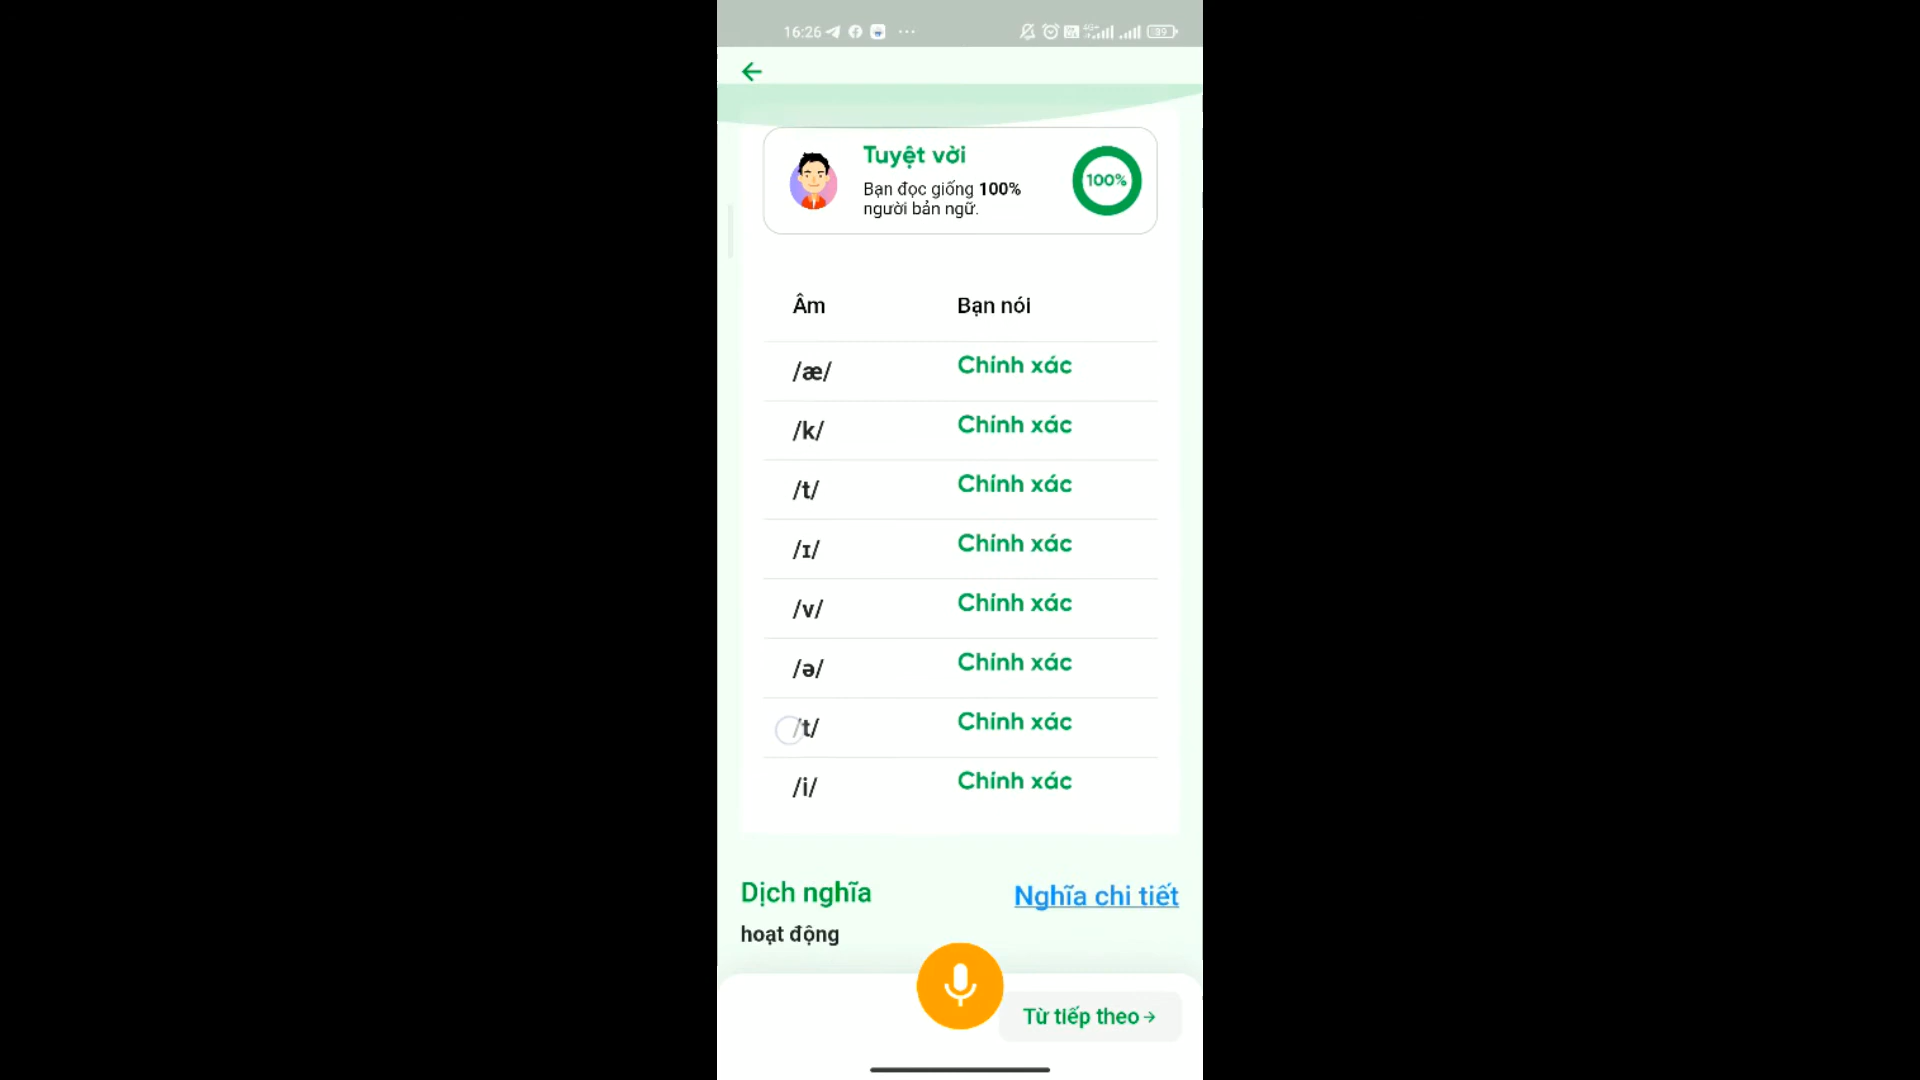 16:26
4G+
39
Tuyệt vời
Bạn đọc giống 100%
người bản ngữ.
100%
Âm Bạn nói
/æ/ Chính xác
/k/ Chính xác
/t/ Chính xác
/ɪ/ Chính xác
/v/ Chính xác
/ə/ Chính xác
/t/ Chính xác
/i/ Chính xác
Dịch nghĩa Nghĩa chi tiết
hoạt động
Từ tiếp theo→